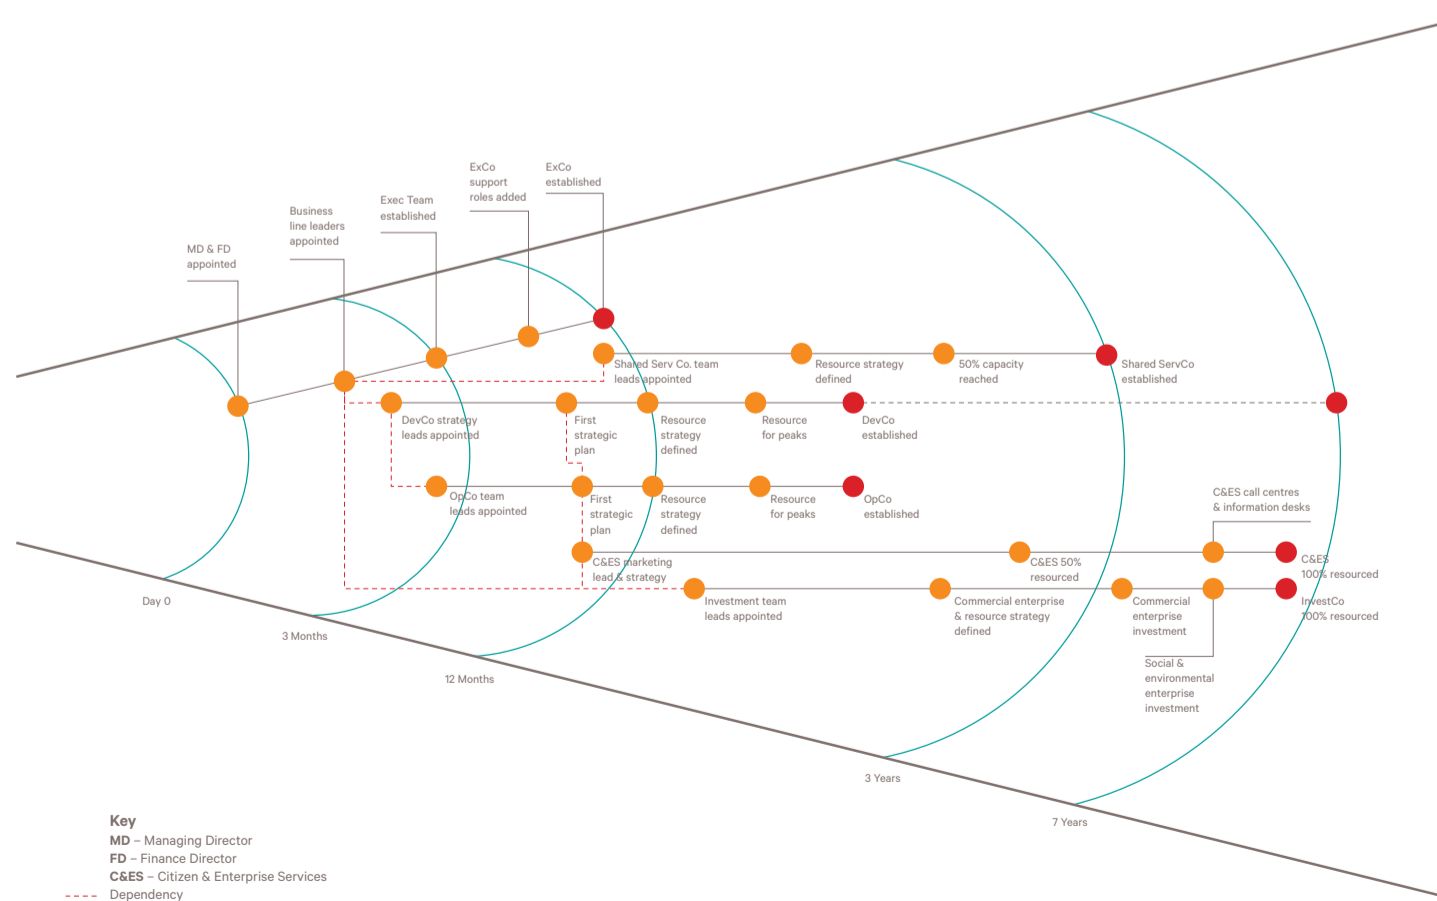 ExCo
support
roles added
ExCo
established
Exec Team
established
Business
line leaders
appointed
MD & FD
appointed
Shared Serv Co. team
leads appointed
Resource strategy
defined
50% capacity
reached
Shared ServCo
established
DevCo strategy
leads appointed
First
strategic
plan
Resource
strategy
defined
Resource
for peaks
DevCo
established
OpCo team
leads appointed
First
strategic
plan
Resource
strategy
defined
Resource
for peaks
OpCo
established
C&ES call centres
& information desks
C&ES marketing
lead & strategy
C&ES 50%
resourced
C&ES
100% resourced
Investment team
leads appointed
Commercial enterprise
& resource strategy
defined
Commercial
enterprise
investment
InvestCo
100% resourced
Social &
environmental
enterprise
investment
Day 0
3 Months
12 Months
3 Years
7 Years
Key
MD – Managing Director
FD – Finance Director
C&ES – Citizen & Enterprise Services
Dependency